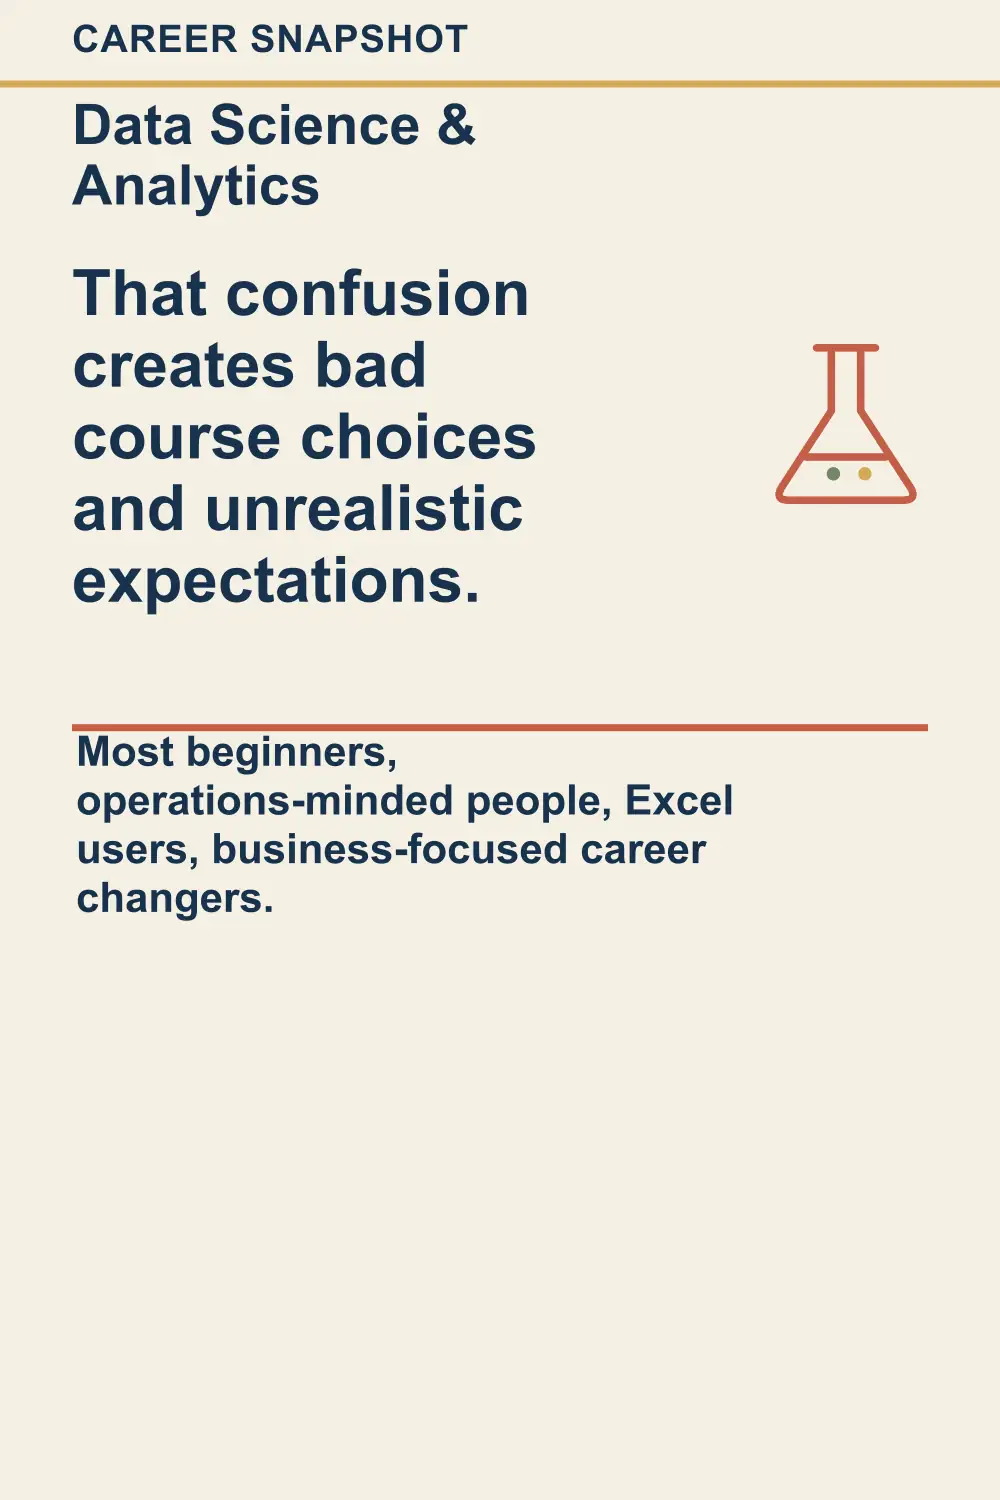 CAREER SNAPSHOT
Data Science &
Analytics
That confusion
creates bad
course choices
and unrealistic
expectations.
Most beginners,
operations-minded people, Excel
users, business-focused career
changers.